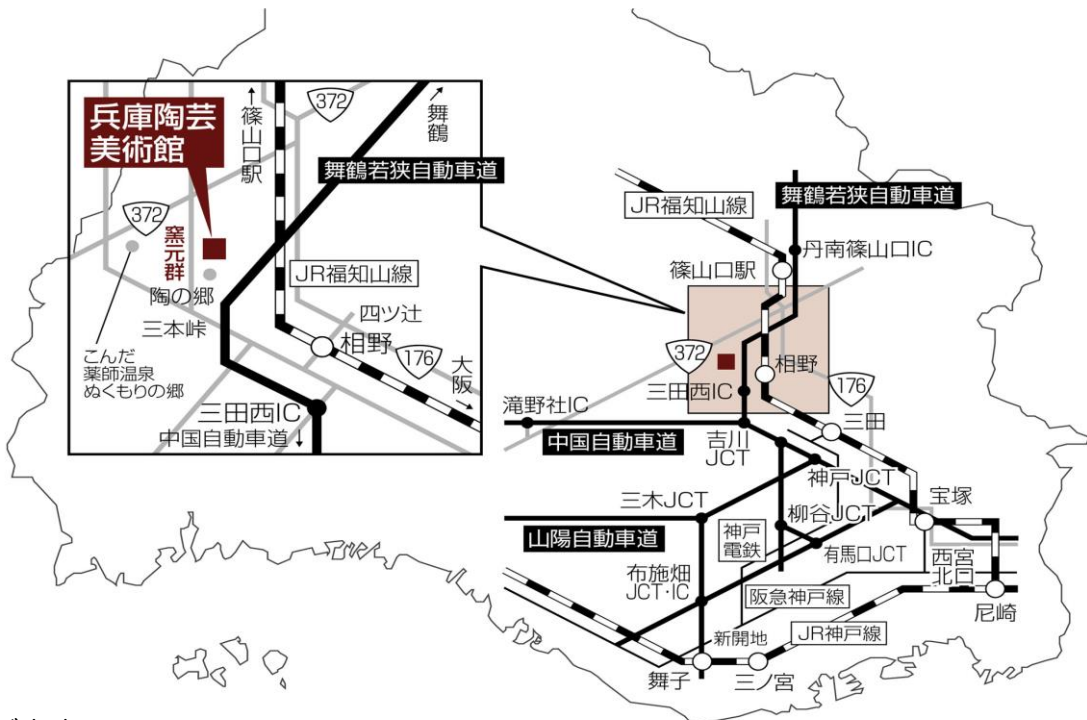 兵庫陶芸
美術館
372
↑篠山口駅
舞鶴
舞鶴若狭自動車道
372
窯元群
JR福知山線
陶の郷
三本峠
四ツ辻
相野
こんだ
薬師温泉
ぬくもりの郷
176
大阪
三田西IC
中国自動車道↓
JR福知山線
舞鶴若狭自動車道
丹南篠山口IC
篠山口駅
372
相野
三田西IC
176
滝野社IC
中国自動車道
吉川
JCT
三田
神戸JCT
三木JCT
宝塚
山陽自動車道
神戸
電鉄
柳谷JCT
有馬口JCT
西宮
北口
布施畑
JCT・IC
阪急神戸線
尼崎
新開地
JR神戸線
舞子
三ノ宮